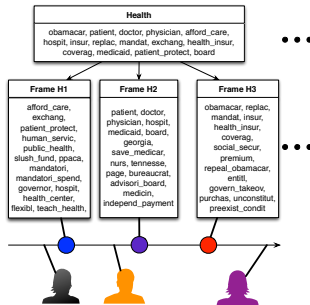 Health
obamacar, patient, doctor, physician, afford_care,
hospit, insur, replac, mandat, exchang, health_insur,
coverag, medicaid, patient_protect, board
Frame H1
afford_care,
exchang,
patient_protect,
human_servic,
public_health,
slush_fund, ppaca,
mandatori,
mandatori_spend,
governor, hospit,
health_center,
flexibl, teach_health,
Frame H2
patient, doctor,
physician, hospit,
medicaid, board,
georgia,
save_medicar,
nurs, tennesse,
page, bureaucrat,
advisori_board,
medicin,
independ_payment
Frame H3
obamacar, replac,
mandat, insur,
health_insur,
coverag,
social_secur,
premium,
repeal_obamacar,
entitl,
govern_takeov,
purchas, unconstitut,
preexist_condit